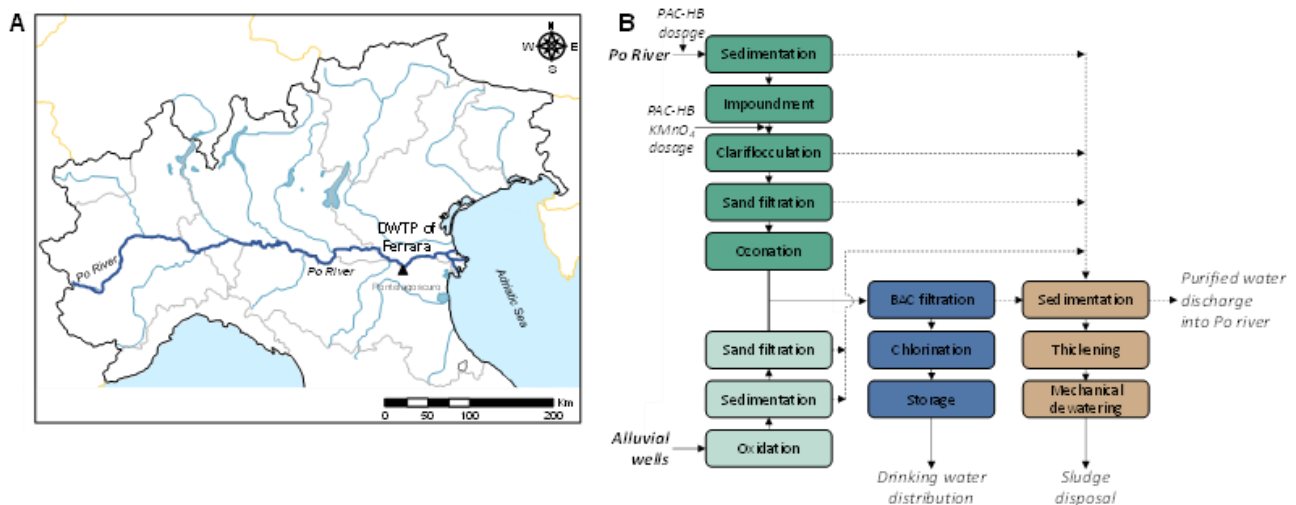 A
N
W
E
S
DWTP of
Ferrara
Po River
Po River
Pontelagoscuro
Adriatic Sea
Km
0
50
100
200
B
PAC-HB
dosage
Po River
Sedimentation
Impoundment
PAC-HB
KMnO4
dosage
Clariflocculation
Sand filtration
Ozonation
BAC filtration
Sedimentation
Purified water
discharge
into Po river
Sand filtration
Chlorination
Thickening
Sedimentation
Storage
Mechanical
dewatering
Alluvial
wells
Oxidation
Drinking water
distribution
Sludge
disposal